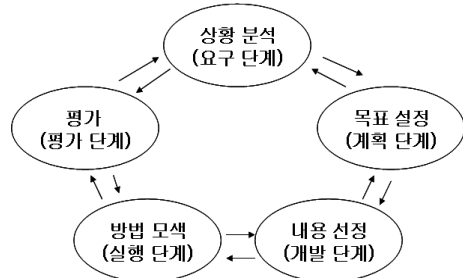 상황 분석
(요구 단계)
평가
(평가 단계)
목표 설정
(계획 단계)
방법 모색
(실행 단계)
내용 선정
(개발 단계)